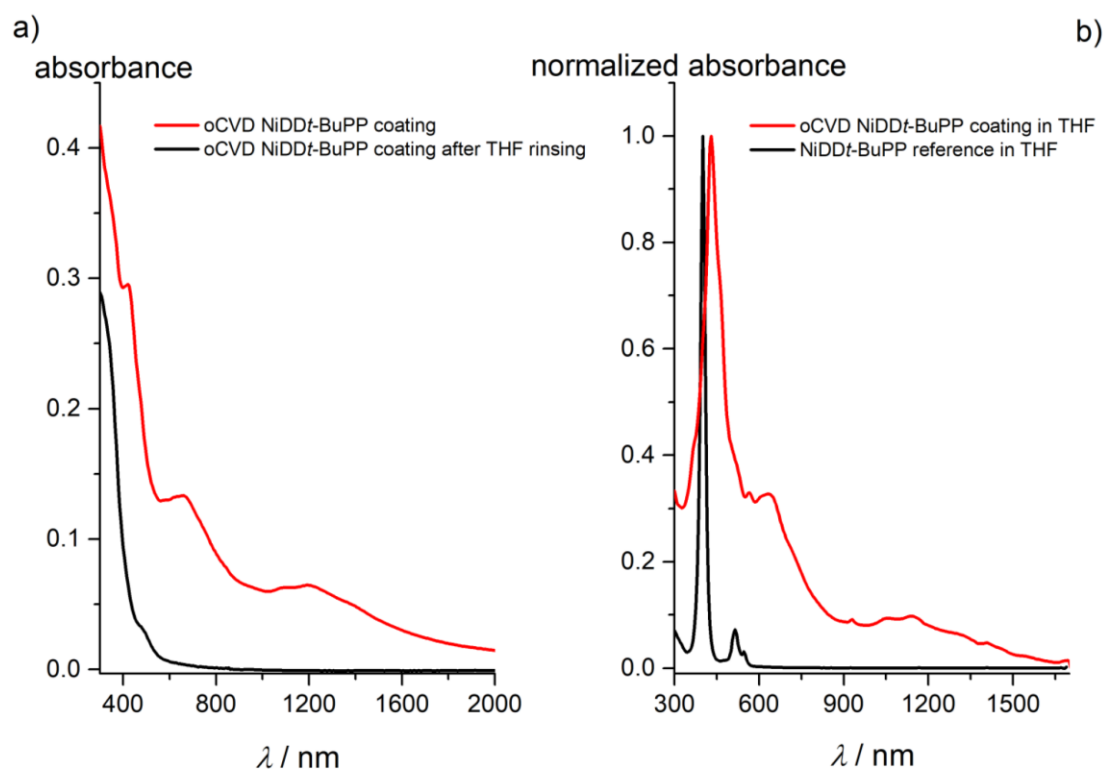 a)
absorbance
oCVD NiDDt-BuPP coating
oCVD NiDDt-BuPP coating after THF rinsing
0.4
0.3
0.2
0.1
0.0
400 800 1200 1600 2000
λ / nm
b)
normalized absorbance
oCVD NiDDt-BuPP coating in THF
NiDDt-BuPP reference in THF
1.0
0.8
0.6
0.4
0.2
0.0
300 600 900 1200 1500
λ / nm